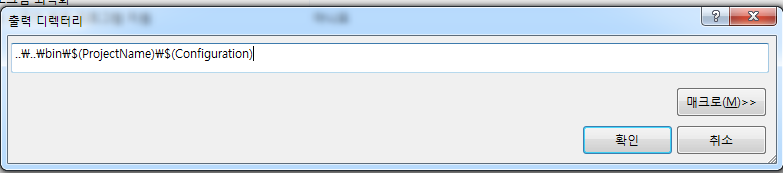 출력 디렉터리
..₩..₩bin₩$(ProjectName)₩$(Configuration)
매크로(M)>>
확인
취소